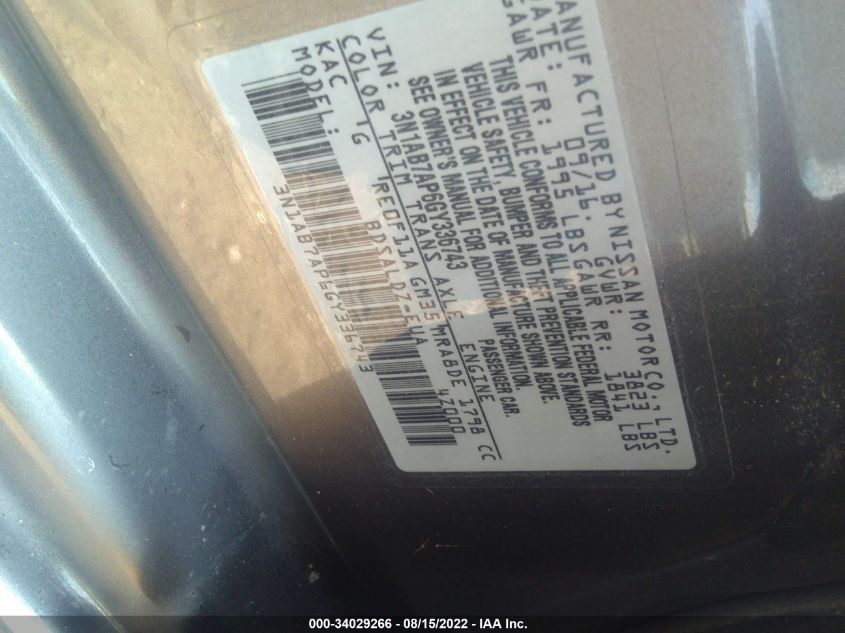 MANUFACTURED BY NISSAN MOTOR CO., LTD.
DATE: 09/16 GVWR: 3823 LBS
GAWR FR: 1995 LBS GAWR RR: 1841 LBS
THIS VEHICLE CONFORMS TO ALL APPLICABLE FEDERAL MOTOR
VEHICLE SAFETY, BUMPER AND THEFT PREVENTION STANDARDS
IN EFFECT ON THE DATE OF MANUFACTURE SHOWN ABOVE.
SEE OWNER'S MANUAL FOR ADDITIONAL INFORMATION.
VIN: 3N1AB7AP6GY336743 PASSENGER CAR.
COLOR TRIM TRANS AXLE ENGINE
KAC G RE0F11A GM35 MRA8DE 1798 CC
MODEL: BDSALDZ-EUA 47000
3N1AB7AP6GY336743
000-34029266 - 08/15/2022 - IAA Inc.